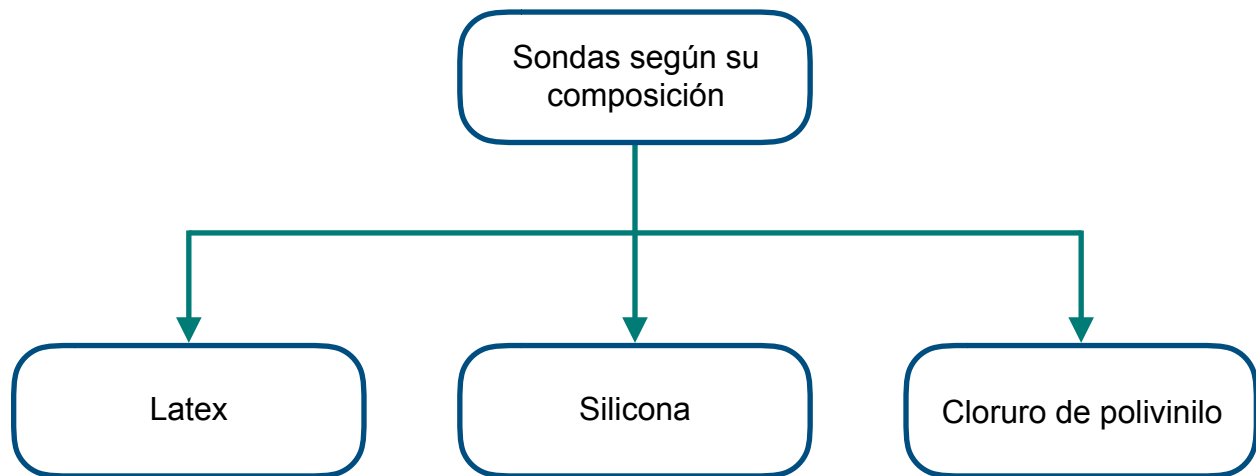 Sondas según su
composición
Latex
Silicona
Cloruro de polivinilo